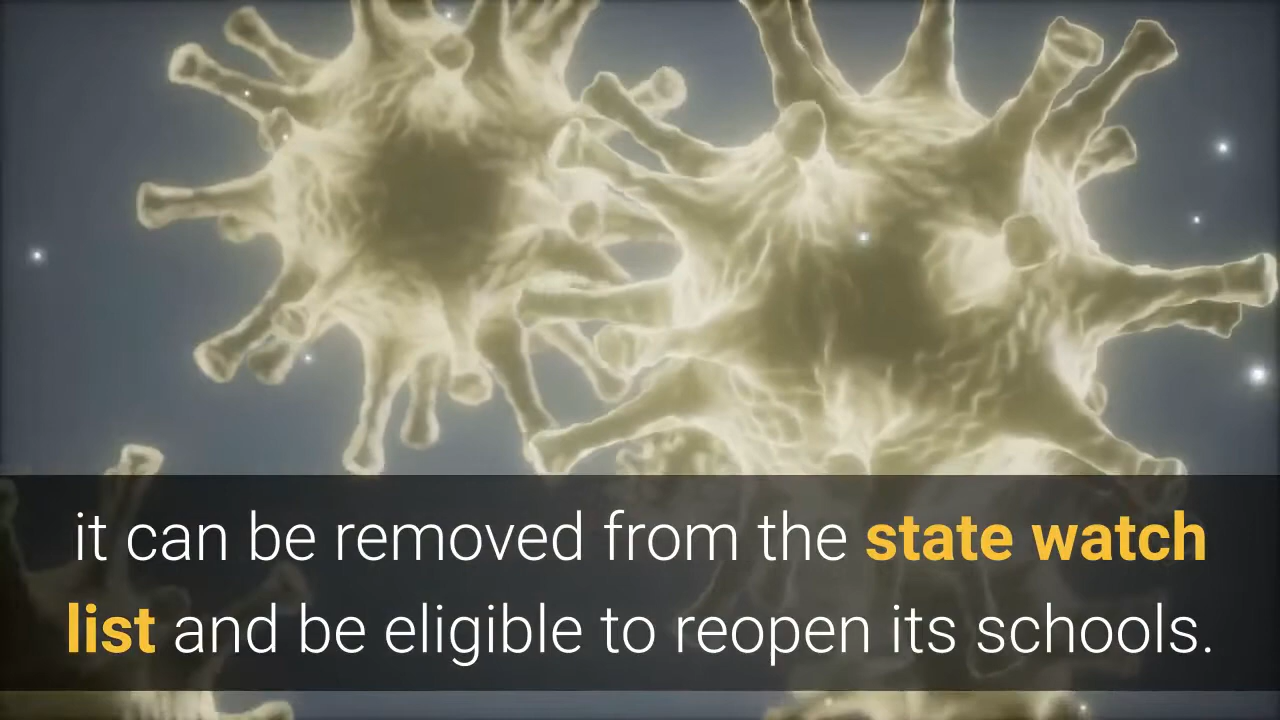 it can be removed from the state watch
list and be eligible to reopen its schools.